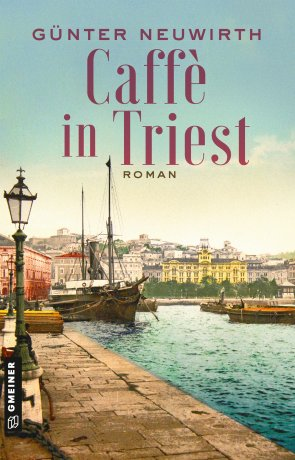 GÜNTER NEUWIRTH
Caffè
in Triest
ROMAN
GMEINER